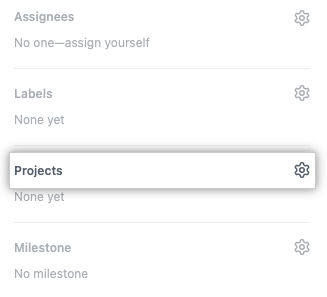 Assignees
No one—assign yourself
Labels
None yet
Projects
None yet
Milestone
No milestone